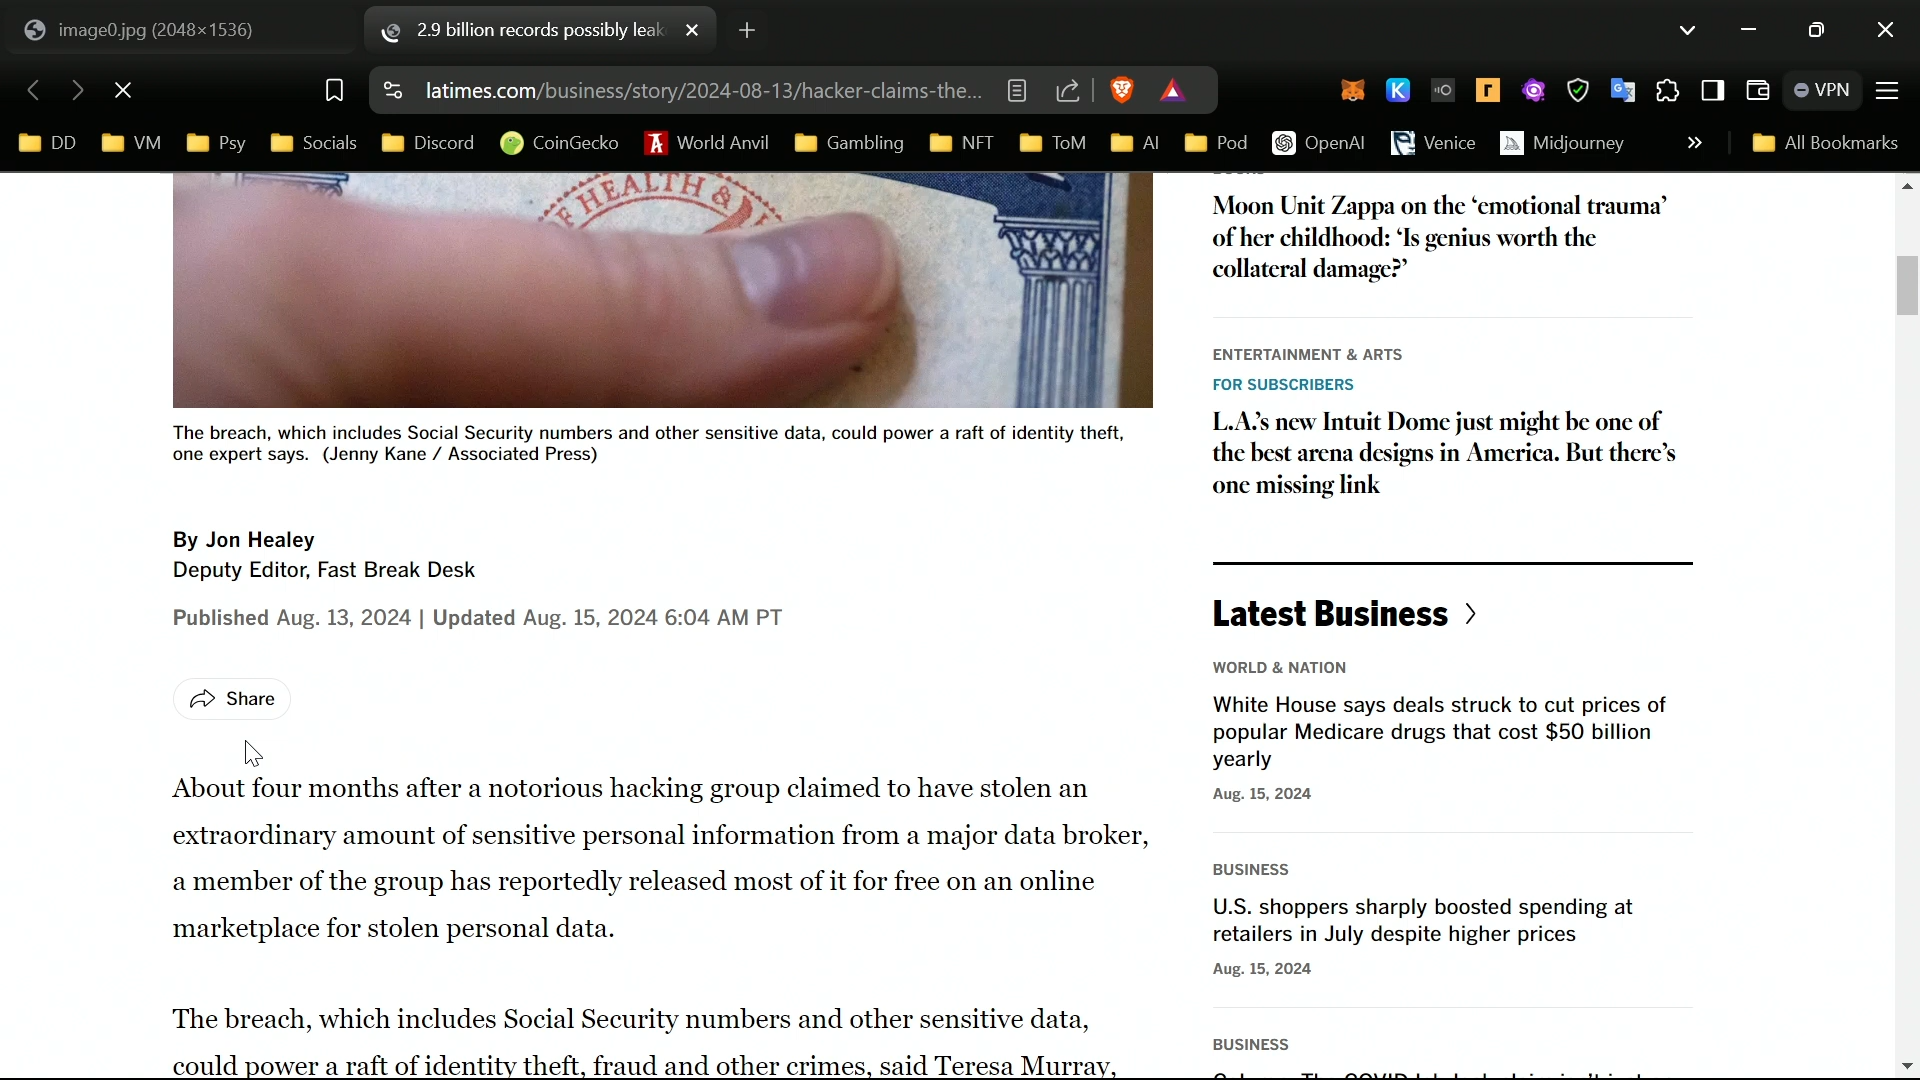 image0.jpg (2048×1536)
2.9 billion records possibly leak
latimes.com/business/story/2024-08-13/hacker-claims-the...
VPN
DD
VM
Psy
Socials
Discord
CoinGecko
World Anvil
Gambling
NFT
ToM
AI
Pod
OpenAI
Venice
Midjourney
All Bookmarks
F HEALTH &
The breach, which includes Social Security numbers and other sensitive data, could power a raft of identity theft,
one expert says. (Jenny Kane / Associated Press)
By Jon Healey
Deputy Editor, Fast Break Desk
Published Aug. 13, 2024 | Updated Aug. 15, 2024 6:04 AM PT
Share
About four months after a notorious hacking group claimed to have stolen an
extraordinary amount of sensitive personal information from a major data broker,
a member of the group has reportedly released most of it for free on an online
marketplace for stolen personal data.
The breach, which includes Social Security numbers and other sensitive data,
could power a raft of identity theft, fraud and other crimes, said Teresa Murray,
Moon Unit Zappa on the ‘emotional trauma’
of her childhood: ‘Is genius worth the
collateral damage?’
ENTERTAINMENT & ARTS
FOR SUBSCRIBERS
L.A.’s new Intuit Dome just might be one of
the best arena designs in America. But there’s
one missing link
Latest Business
WORLD & NATION
White House says deals struck to cut prices of
popular Medicare drugs that cost $50 billion
yearly
Aug. 15, 2024
BUSINESS
U.S. shoppers sharply boosted spending at
retailers in July despite higher prices
Aug. 15, 2024
BUSINESS